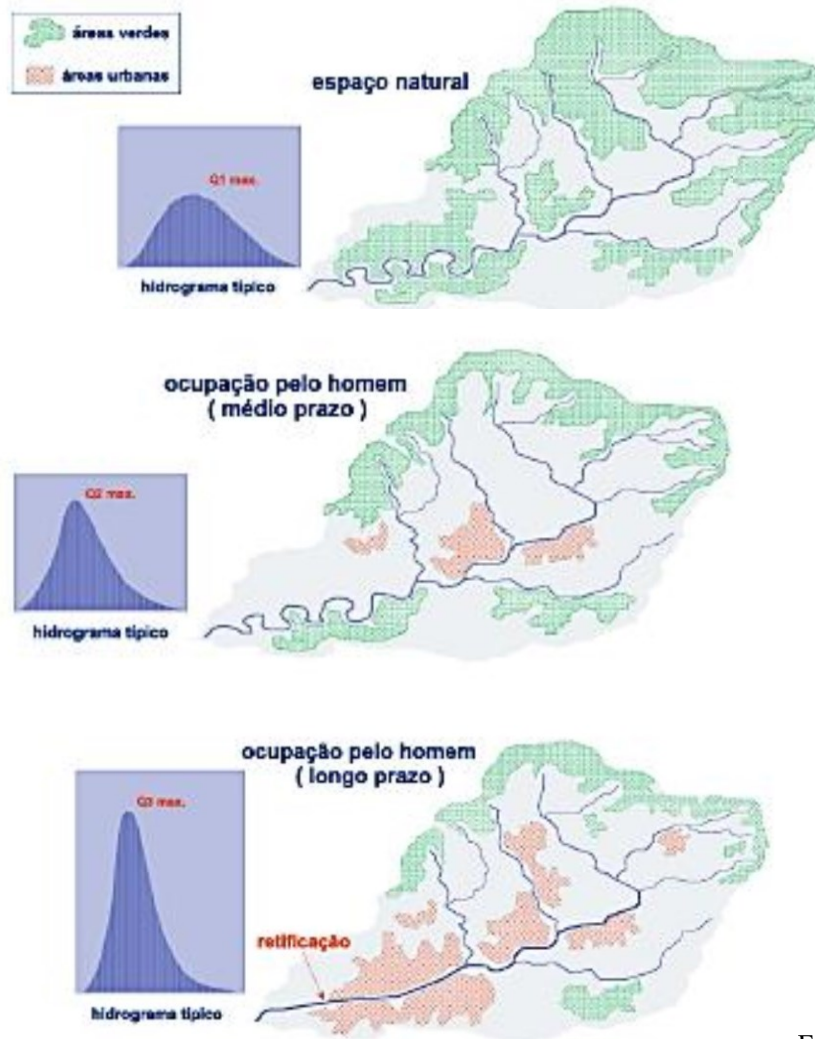 áreas verdes
áreas urbanas
espaço natural
Q1 max.
hidrograma típico
ocupação pelo homem
( médio prazo )
Q2 max.
hidrograma típico
ocupação pelo homem
( longo prazo )
Q3 max.
retificação
hidrograma típico